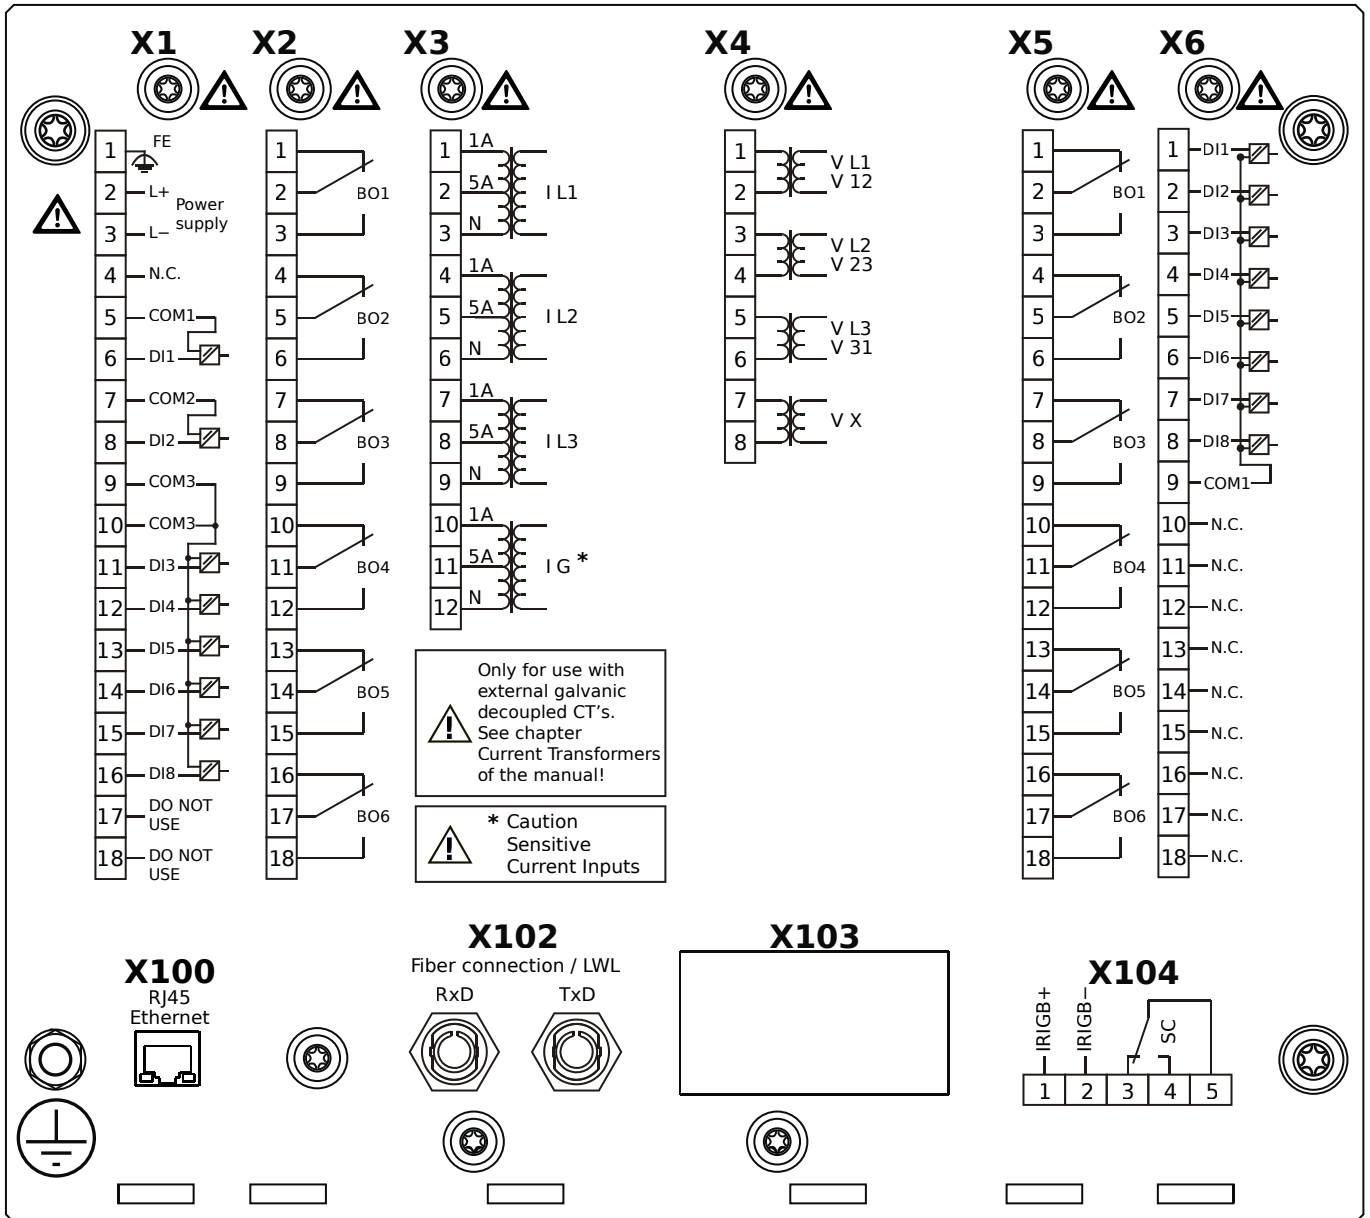 X1 X2 X3 X4 X5 X6
1 FE
2 L+
Power
supply
3 L−
4 N.C.
5 COM1
6 DI1
7 COM2
8 DI2
9 COM3
10 COM3
11 DI3
12 DI4
13 DI5
14 DI6
15 DI7
16 DI8
17 DO NOT
USE
18 DO NOT
USE
1
2 BO1
3
4
5 BO2
6
7
8 BO3
9
10
11 BO4
12
13
14 BO5
15
16
17 BO6
18
1 1A
2 5A I L1
3 N
4 1A
5 5A I L2
6 N
7 1A
8 5A I L3
9 N
10 1A
11 5A I G *
12 N
Only for use with
external galvanic
decoupled CT's.
See chapter
Current Transformers
of the manual!
* Caution
Sensitive
Current Inputs
1 V L1
2 V 12
3 V L2
4 V 23
5 V L3
6 V 31
7 V X
8
1
2 BO1
3
4
5 BO2
6
7
8 BO3
9
10
11 BO4
12
13
14 BO5
15
16
17 BO6
18
1 DI1
2 DI2
3 DI3
4 DI4
5 DI5
6 DI6
7 DI7
8 DI8
9 COM1
10 N.C.
11 N.C.
12 N.C.
13 N.C.
14 N.C.
15 N.C.
16 N.C.
17 N.C.
18 N.C.
X100
RJ45
Ethernet
X102
Fiber connection / LWL
RxD TxD
X103
X104
IRIGB+ IRIGB− SC
1 2 3 4 5